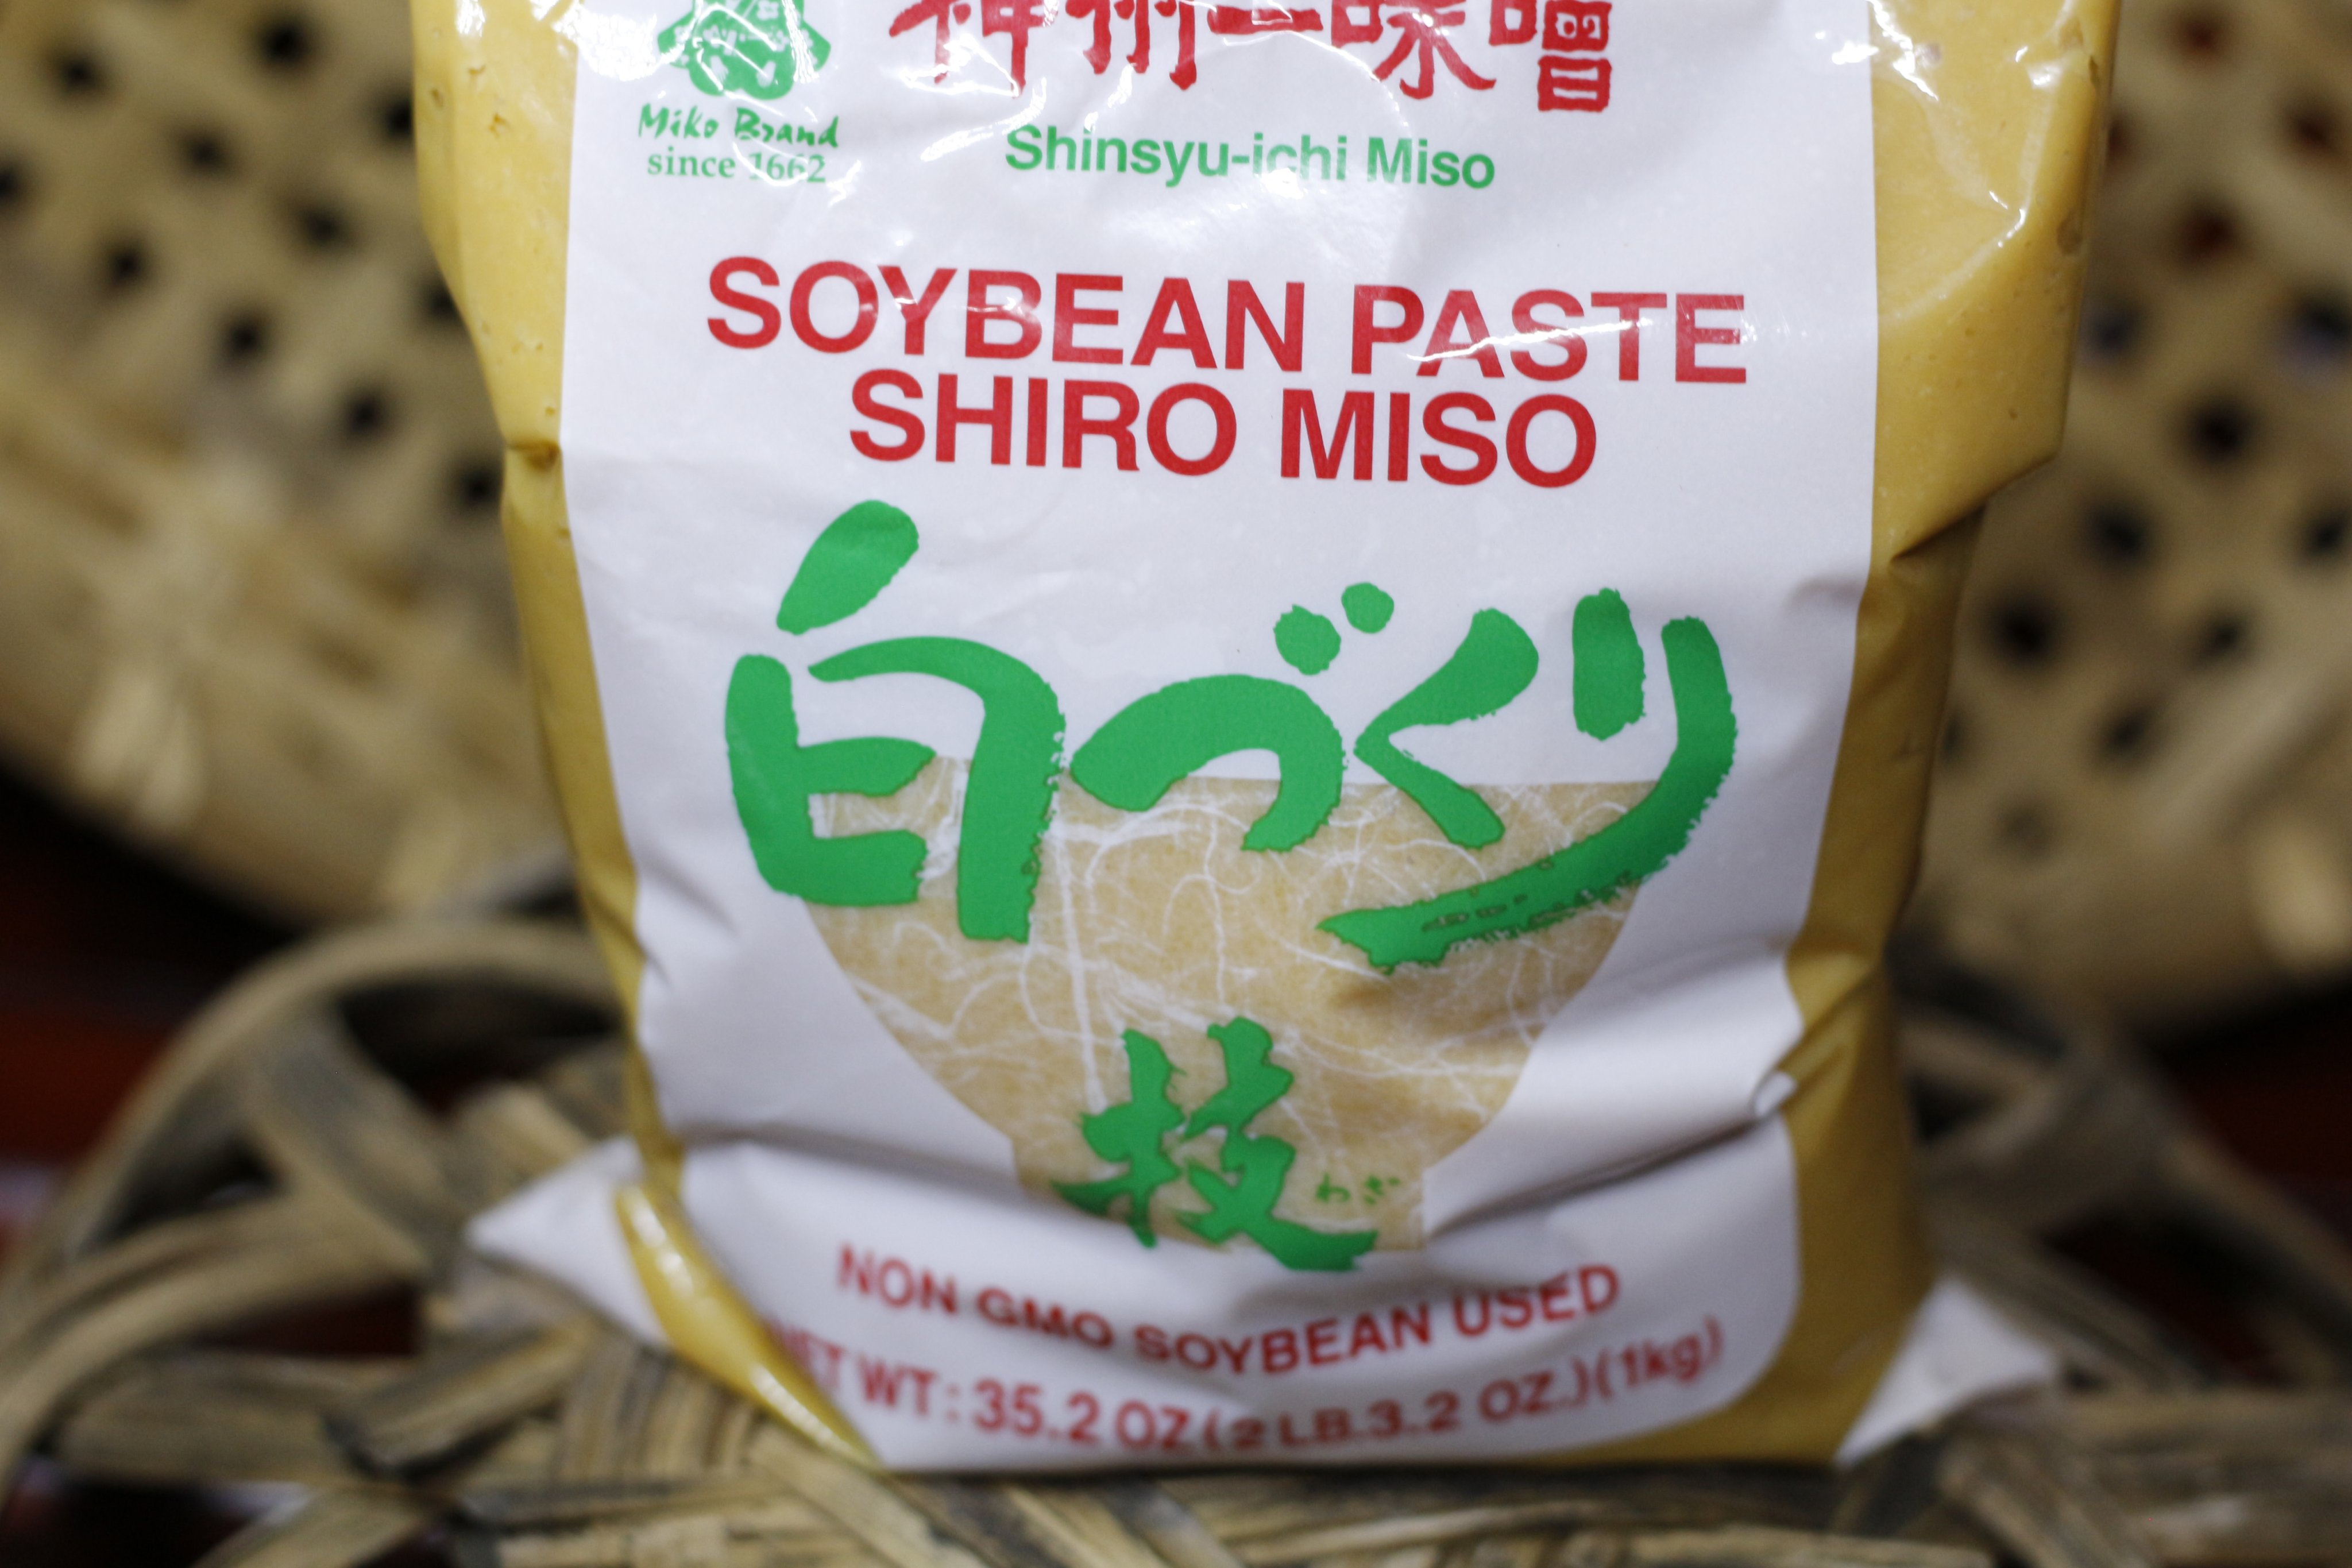 神州一味噌
Miko Brand
since 1662
Shinsyu-ichi Miso
SOYBEAN PASTE
SHIRO MISO
白づくり
技
わざ
NON GMO SOYBEAN USED
NET WT: 35.2 OZ (2 LB.3.2 OZ.)(1kg)